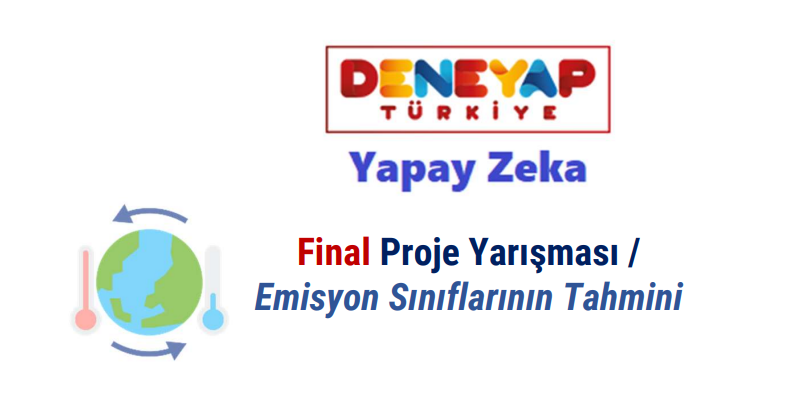 DENEYAP
TÜRKİYE
Yapay Zeka
Final Proje Yarışması /
Emisyon Sınıflarının Tahmini